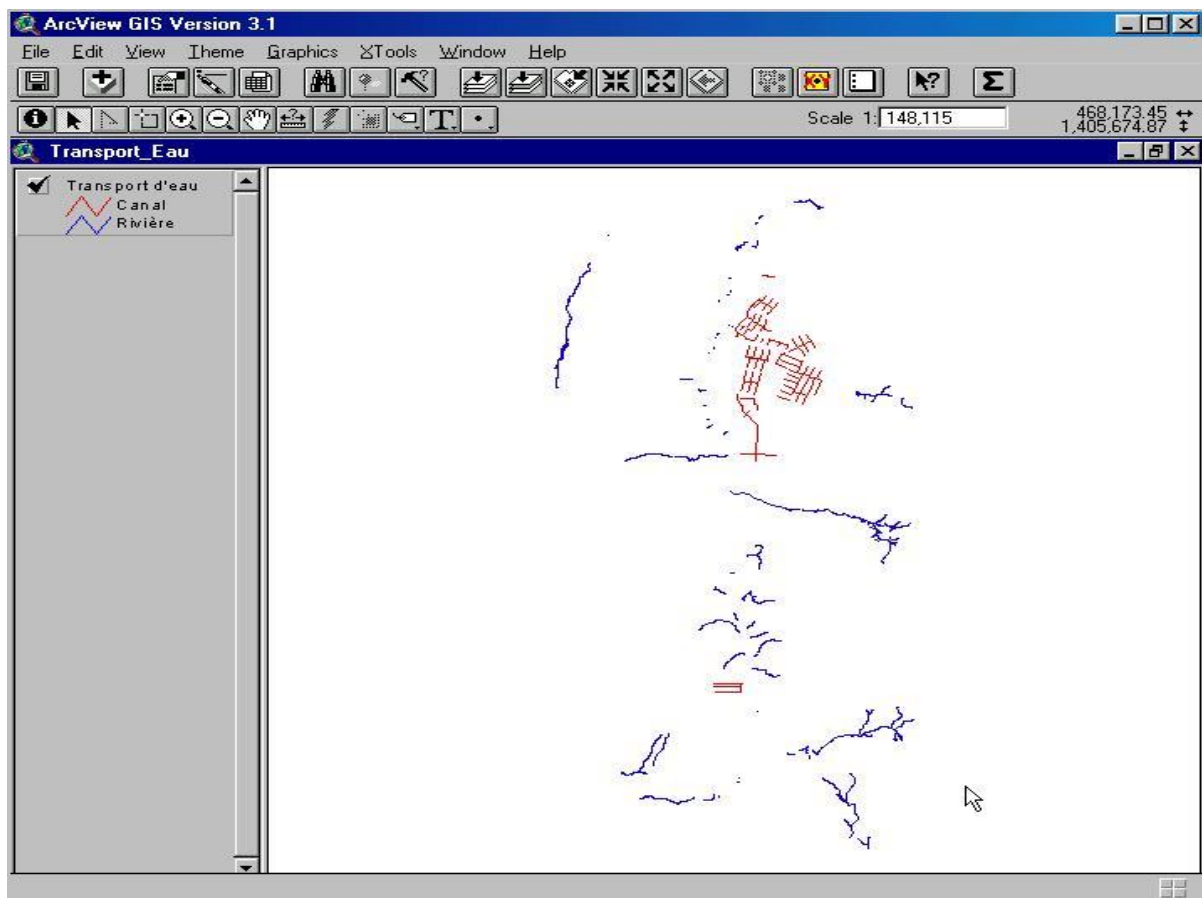 ArcView GIS Version 3.1
File Edit View Theme Graphics XTools Window Help
Scale 1: 148,115
468,173.45
1,405,674.87
Transport_Eau
Transport d'eau
Canal
Rivière